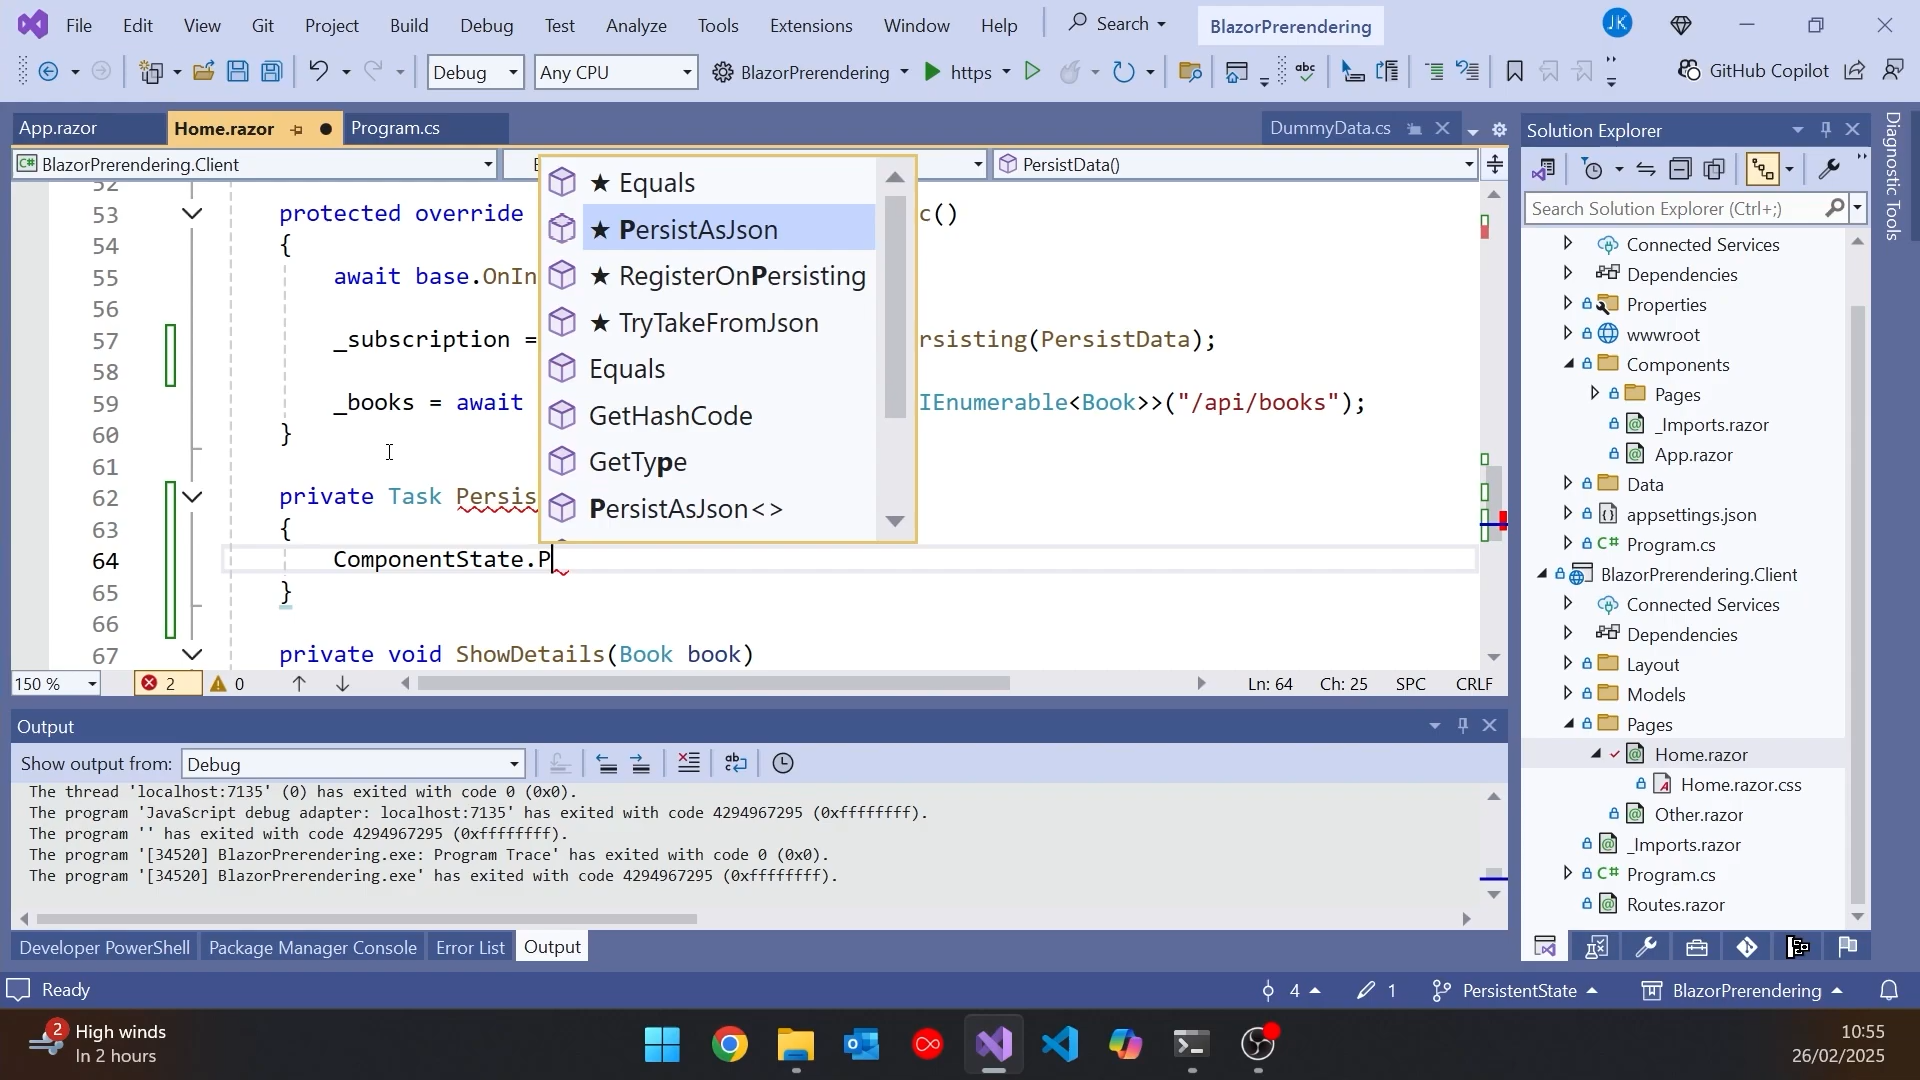 File Edit View Git Project Build Debug Test Analyze Tools Extensions Window Help Search BlazorPrerendering JK
Debug Any CPU BlazorPrerendering https GitHub Copilot
App.razor Home.razor Program.cs DummyData.cs
BlazorPrerendering.Client PersistData()
52
53 protected override c()
54 {
55 await base.OnIn
56
57 _subscription = rsisting(PersistData);
58
59 _books = await IEnumerable<Book>>("/api/books");
60 }
61
62 private Task Persis
63 {
64 ComponentState.P
65 }
66
67 private void ShowDetails(Book book)
★ Equals
★ PersistAsJson
★ RegisterOnPersisting
★ TryTakeFromJson
Equals
GetHashCode
GetType
PersistAsJson<>
150 % 2 0 Ln: 64 Ch: 25 SPC CRLF
Output
Show output from: Debug
The thread 'localhost:7135' (0) has exited with code 0 (0x0).
The program 'JavaScript debug adapter: localhost:7135' has exited with code 4294967295 (0xffffffff).
The program '' has exited with code 4294967295 (0xffffffff).
The program '[34520] BlazorPrerendering.exe: Program Trace' has exited with code 0 (0x0).
The program '[34520] BlazorPrerendering.exe' has exited with code 4294967295 (0xffffffff).
Developer PowerShell Package Manager Console Error List Output
Solution Explorer
Search Solution Explorer (Ctrl+;)
Connected Services
Dependencies
Properties
wwwroot
Components
Pages
_Imports.razor
App.razor
Data
appsettings.json
C# Program.cs
BlazorPrerendering.Client
Connected Services
Dependencies
Layout
Models
Pages
Home.razor
Home.razor.css
Other.razor
_Imports.razor
C# Program.cs
Routes.razor
Diagnostic Tools
Ready 4 1 PersistentState BlazorPrerendering
2 High winds
In 2 hours
10:55
26/02/2025